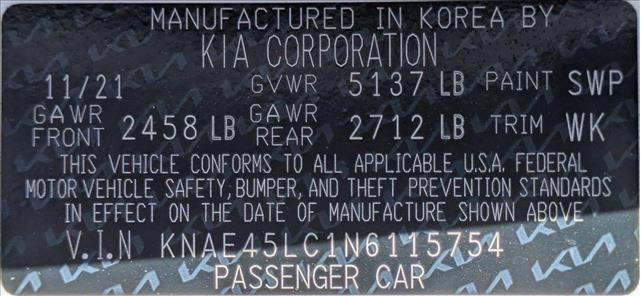 MANUFACTURED IN KOREA BY
KIA CORPORATION
11/21 GVWR 5137 LB PAINT SWP
GAWR FRONT 2458 LB GAWR REAR 2712 LB TRIM WK
THIS VEHICLE CONFORMS TO ALL APPLICABLE U.S.A. FEDERAL
MOTOR VEHICLE SAFETY, BUMPER, AND THEFT PREVENTION STANDARDS
IN EFFECT ON THE DATE OF MANUFACTURE SHOWN ABOVE
V.I.N KNAE45LC1N6115754
PASSENGER CAR